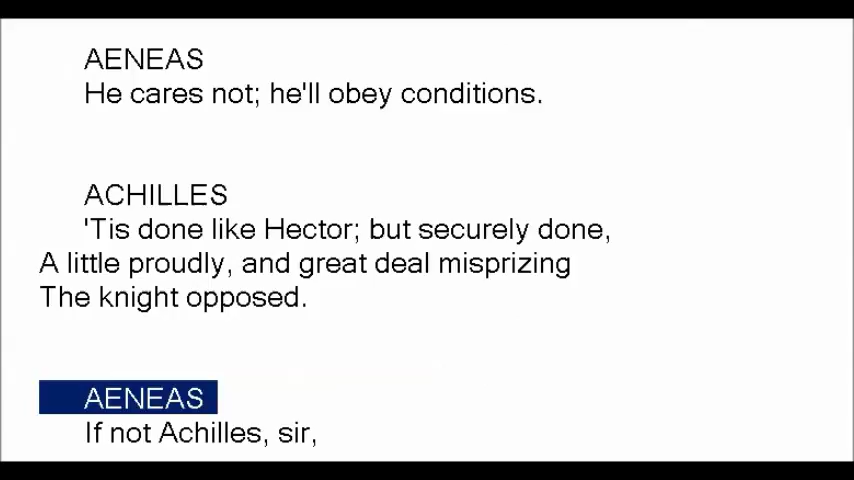 AENEAS
He cares not; he'll obey conditions.
ACHILLES
'Tis done like Hector; but securely done,
A little proudly, and great deal misprizing
The knight opposed.
AENEAS
If not Achilles, sir,